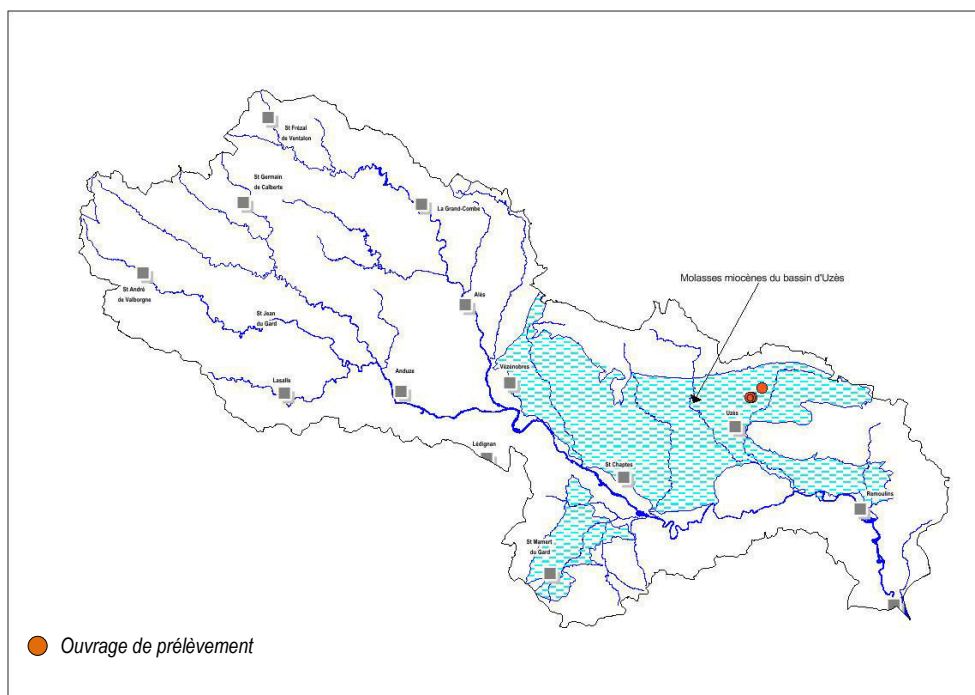 St Frézal
de Ventalon
St Germain
de Calberte
La Grand-Combe
Molasses miocènes du bassin d'Uzès
St André
de Valborgne
Alès
St Jean
du Gard
Anduze
Vézénobres
Lasalle
Uzès
Lédignan
St Chaptes
Remoulins
St Mamert
du Gard
Ouvrage de prélèvement